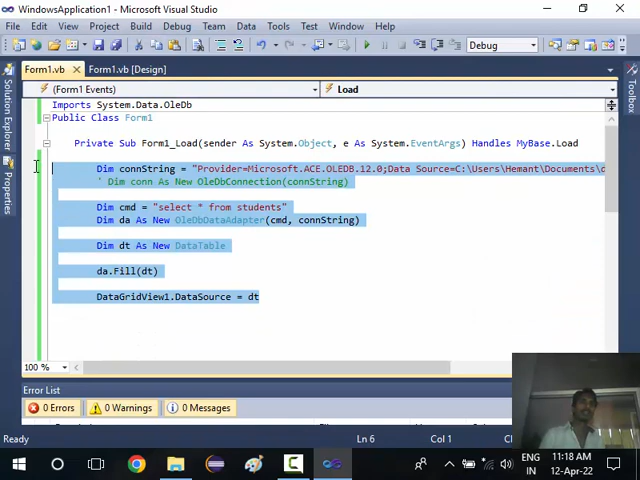 WindowsApplication1 - Microsoft Visual Studio
File Edit View Project Build Debug Team Data Tools Test Window Help
Debug
Form1.vb Form1.vb [Design]
(Form1 Events) Load
Solution Explorer
Properties
Toolbox
Imports System.Data.OleDb
Public Class Form1
Private Sub Form1_Load(sender As System.Object, e As System.EventArgs) Handles MyBase.Load
Dim connString = "Provider=Microsoft.ACE.OLEDB.12.0;Data Source=C:\Users\Hemant\Documents\d
' Dim conn As New OleDbConnection(connString)
Dim cmd = "select * from students"
Dim da As New OleDbDataAdapter(cmd, connString)
Dim dt As New DataTable
da.Fill(dt)
DataGridView1.DataSource = dt
100 %
Error List
0 Errors 0 Warnings 0 Messages
Ready Ln 6
ENG
IN
11:18 AM
12-Apr-22